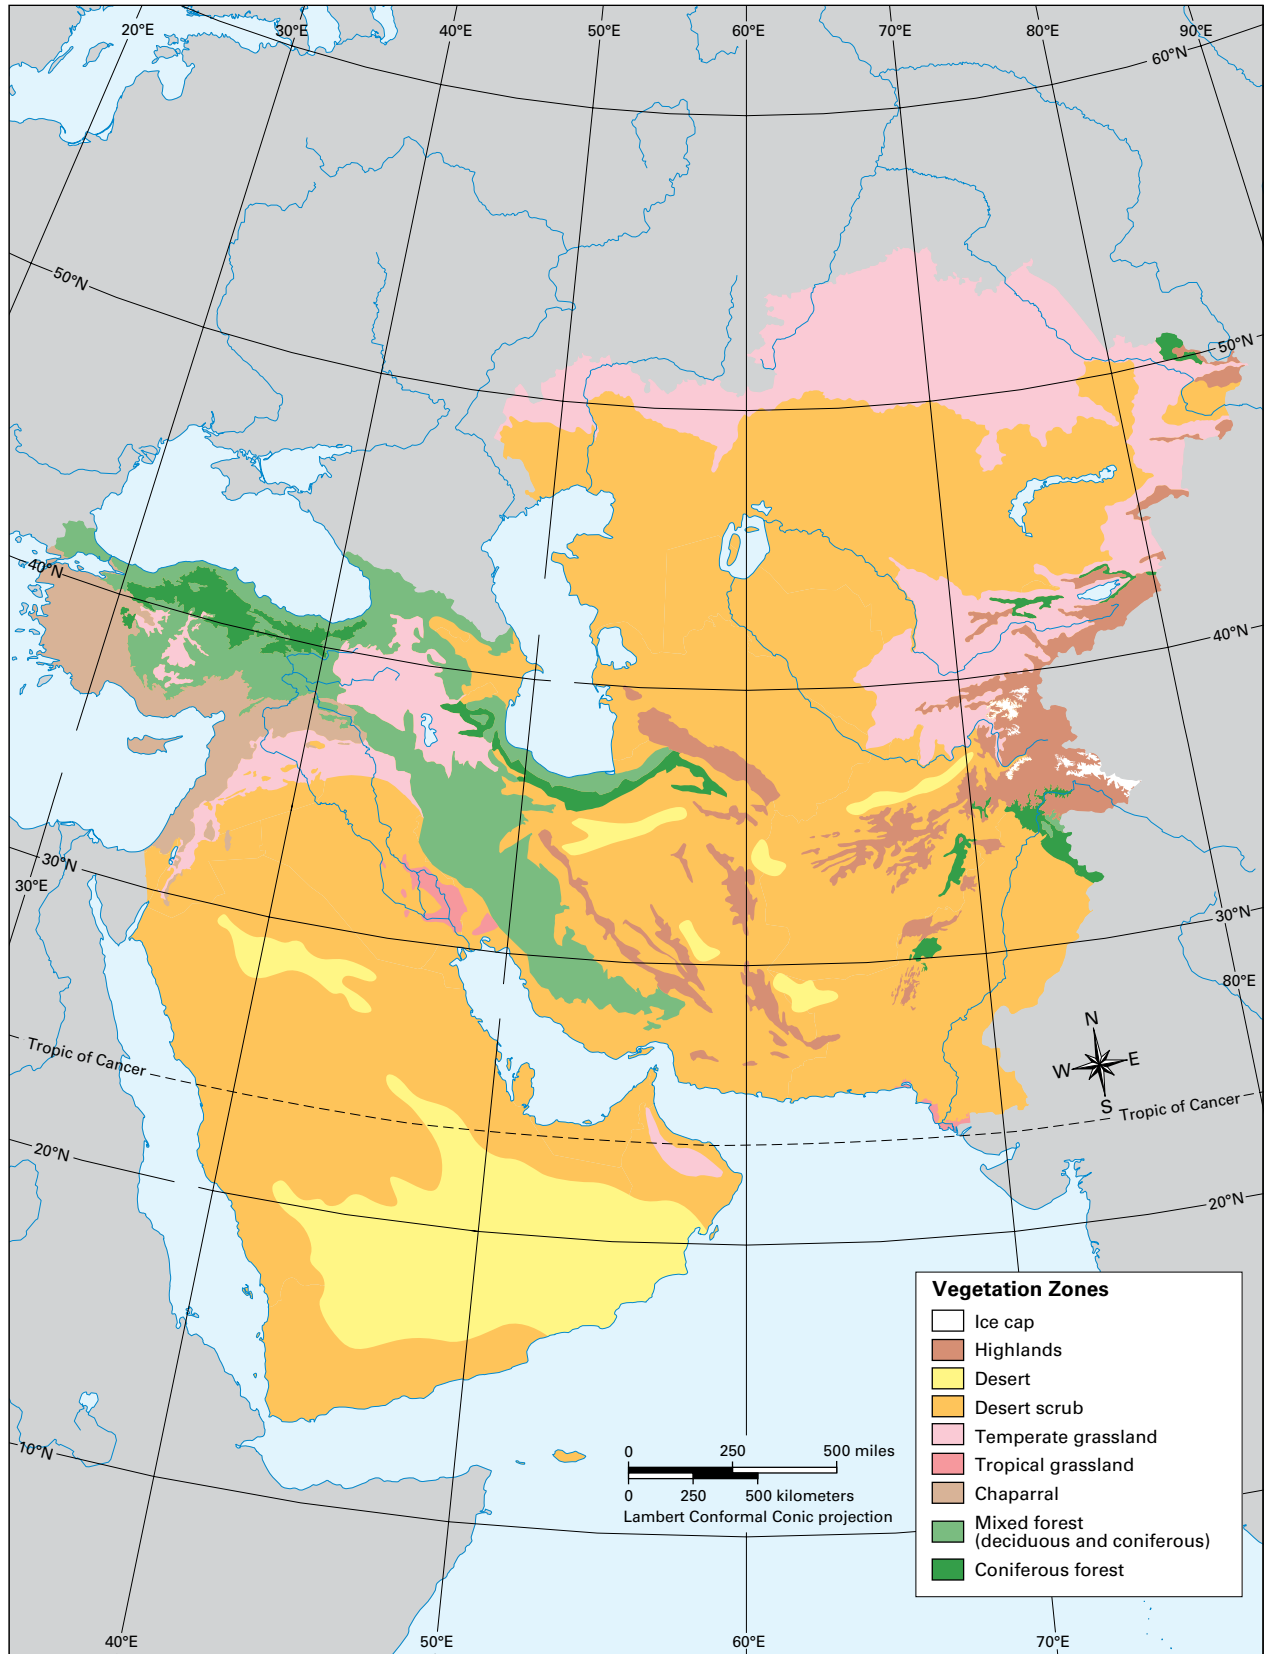 20°E
30°E
40°E
50°E
60°E
70°E
80°E
90°E
60°N
50°N
50°N
40°N
40°N
30°N
30°E
30°N
80°E
N
W
E
S
Tropic of Cancer
Tropic of Cancer
20°N
20°N
10°N
Vegetation Zones
Ice cap
Highlands
Desert
Desert scrub
Temperate grassland
Tropical grassland
Chaparral
Mixed forest
(deciduous and coniferous)
Coniferous forest
0 250 500 miles
0 250 500 kilometers
Lambert Conformal Conic projection
40°E
50°E
60°E
70°E